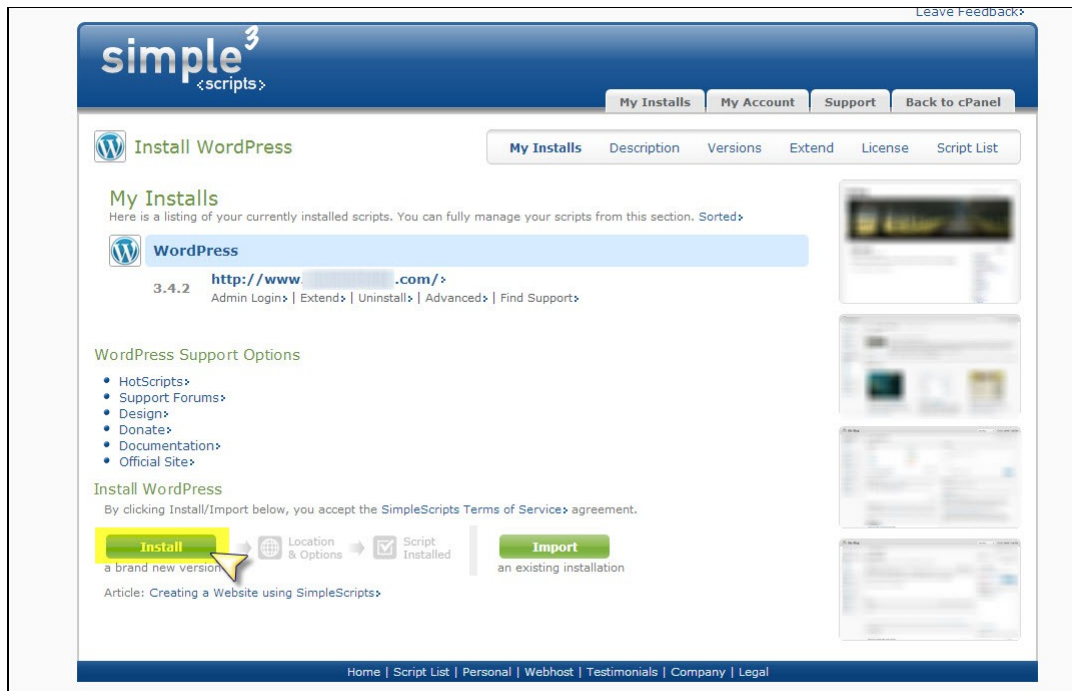 Leave Feedback
simple3
<scripts>
My Installs My Account Support Back to cPanel
Install WordPress
My Installs Description Versions Extend License Script List
My Installs
Here is a listing of your currently installed scripts. You can fully manage your scripts from this section. Sorted
WordPress
3.4.2
http://www. .com/
Admin Login | Extend | Uninstall | Advanced | Find Support
WordPress Support Options
HotScripts
Support Forums
Design
Donate
Documentation
Official Site
Install WordPress
By clicking Install/Import below, you accept the SimpleScripts Terms of Service agreement.
Install
Location
& Options
Script
Installed
a brand new version
Import
an existing installation
Article: Creating a Website using SimpleScripts
Home | Script List | Personal | Webhost | Testimonials | Company | Legal